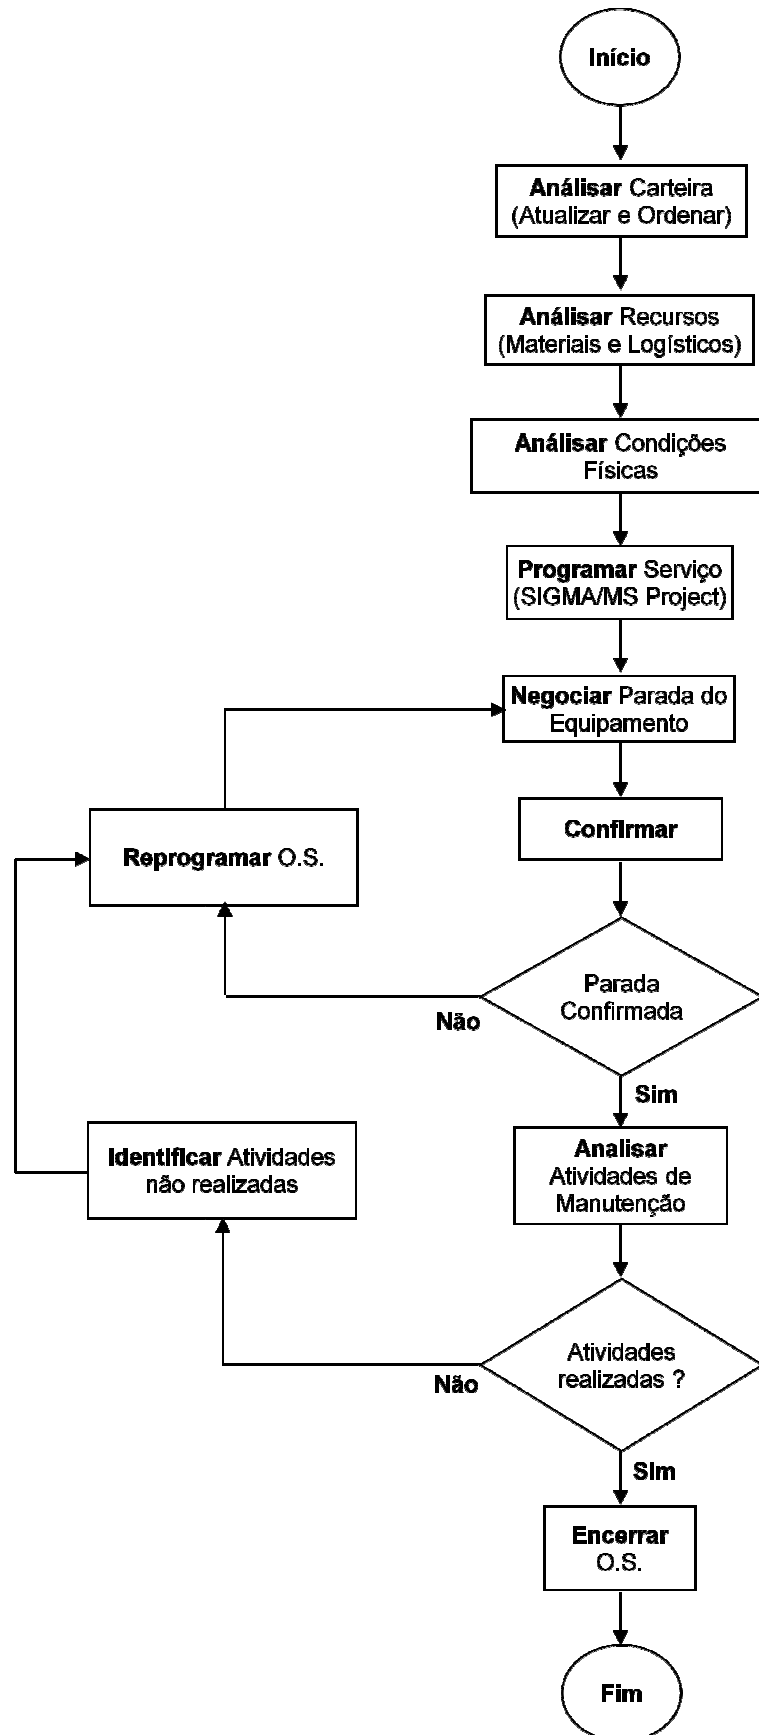 Início
Análisar Carteira
(Atualizar e Ordenar)
Análisar Recursos
(Materiais e Logísticos)
Análisar Condições
Físicas
Programar Serviço
(SIGMA/MS Project)
Negociar Parada do
Equipamento
Confirmar
Reprogramar O.S.
Parada
Confirmada
Não
Sim
Identificar Atividades
não realizadas
Analisar
Atividades de
Manutenção
Atividades
realizadas ?
Não
Sim
Encerrar
O.S.
Fim